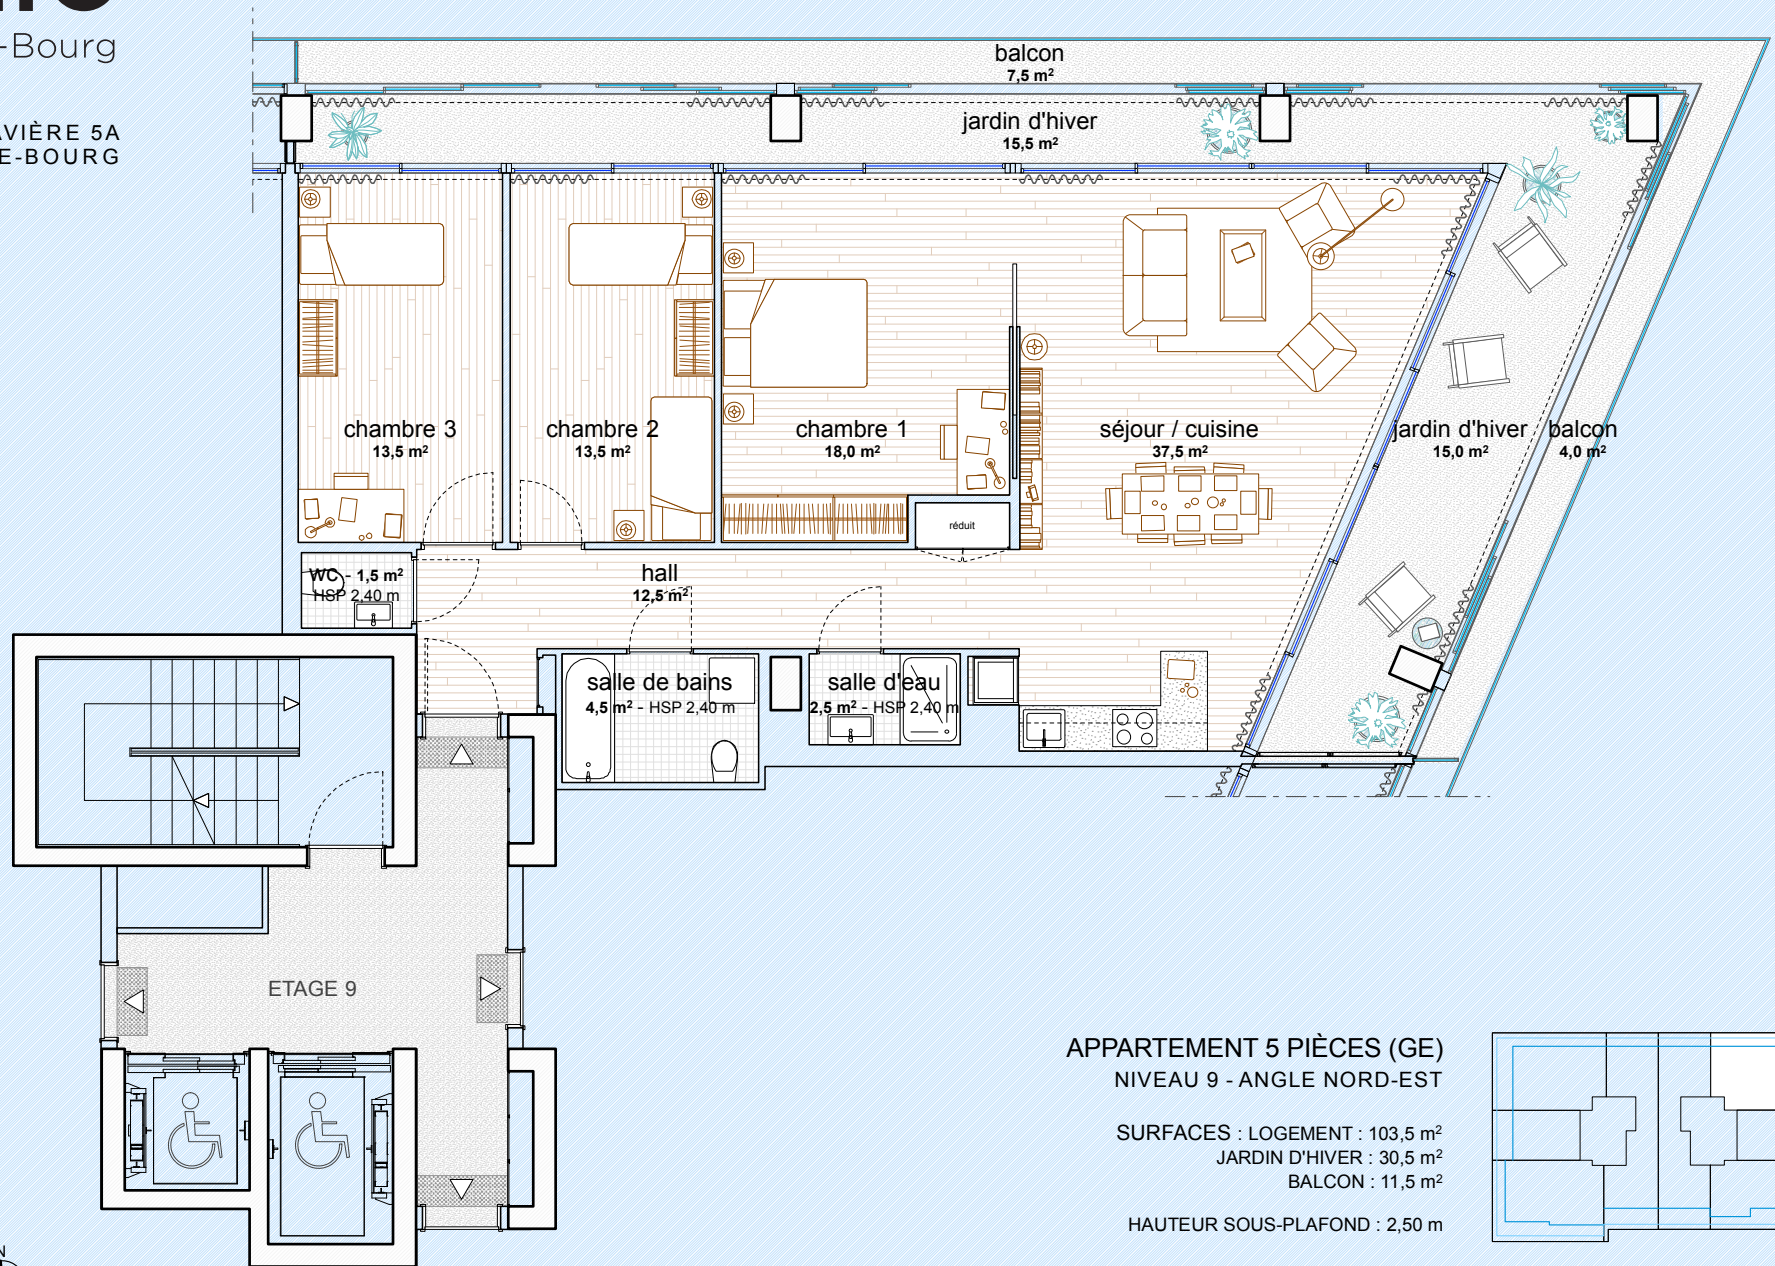 -Bourg
balcon
7,5 m²
jardin d'hiver
15,5 m²
5A
E-BOURG
chambre 3
13,5 m²
chambre 2
13,5 m²
chambre 1
18,0 m²
séjour / cuisine
37,5 m²
jardin d'hiver
15,0 m²
balcon
4,0 m²
réduit
WC - 1,5 m²
HSP 2,40 m
hall
12,5 m²
salle de bains
4,5 m² - HSP 2,40 m
salle d'eau
2,5 m² - HSP 2,40 m
ETAGE 9
APPARTEMENT 5 PIÈCES (GE)
NIVEAU 9 - ANGLE NORD-EST
SURFACES : LOGEMENT : 103,5 m²
JARDIN D'HIVER : 30,5 m²
BALCON : 11,5 m²
HAUTEUR SOUS-PLAFOND : 2,50 m
N